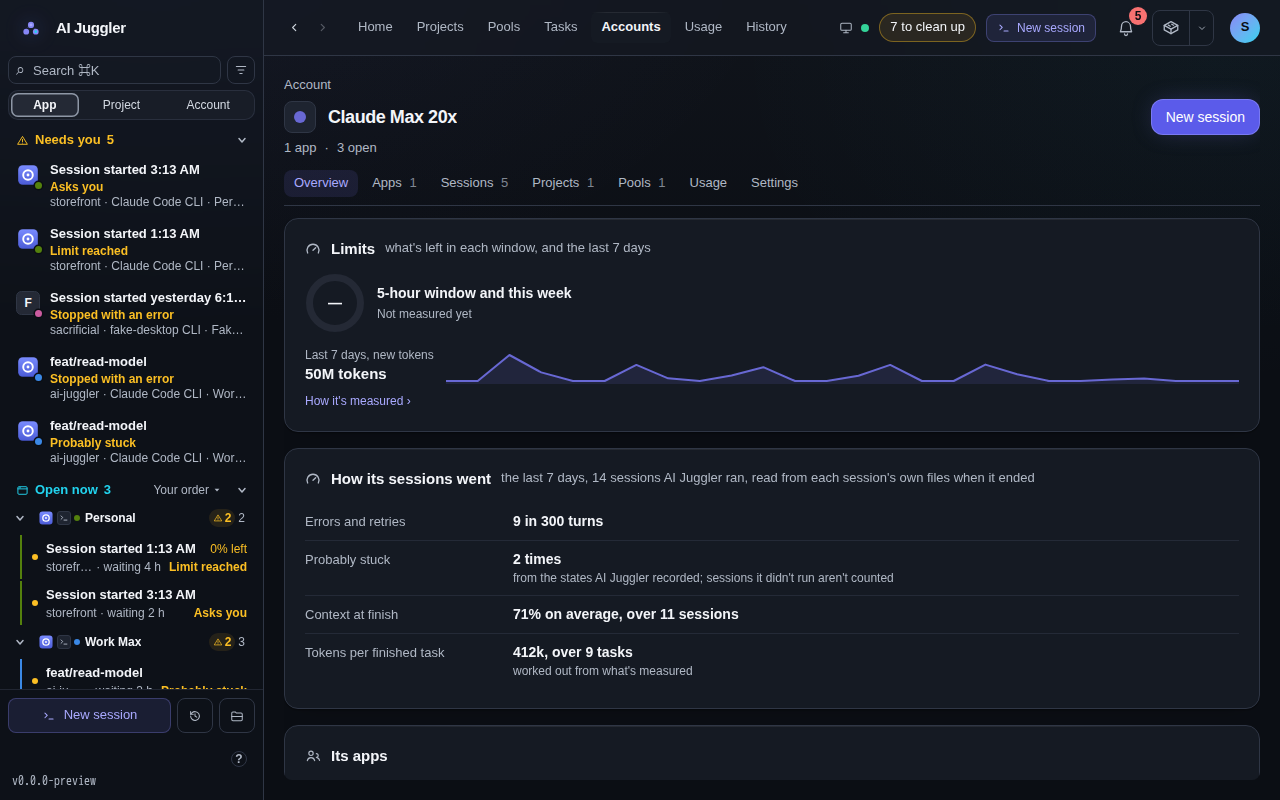 AI Juggler
Search ⌘K
App Project Account
Needs you 5
Session started 3:13 AM
Asks you
storefront · Claude Code CLI · Per…
Session started 1:13 AM
Limit reached
storefront · Claude Code CLI · Per…
F
Session started yesterday 6:1…
Stopped with an error
sacrificial · fake-desktop CLI · Fak…
feat/read-model
Stopped with an error
ai-juggler · Claude Code CLI · Wor…
feat/read-model
Probably stuck
ai-juggler · Claude Code CLI · Wor…
Open now 3 Your order
Personal 2 2
Session started 1:13 AM 0% left
storefr… · waiting 4 h Limit reached
Session started 3:13 AM
storefront · waiting 2 h Asks you
Work Max 2 3
feat/read-model
New session
?
v0.0.0-preview
Home Projects Pools Tasks Accounts Usage History
7 to clean up
New session
5
S
Account
Claude Max 20x
New session
1 app · 3 open
Overview Apps 1 Sessions 5 Projects 1 Pools 1 Usage Settings
Limits what's left in each window, and the last 7 days
—
5-hour window and this week
Not measured yet
Last 7 days, new tokens
50M tokens
How it's measured ›
How its sessions went the last 7 days, 14 sessions AI Juggler ran, read from each session's own files when it ended
Errors and retries 9 in 300 turns
Probably stuck 2 times
from the states AI Juggler recorded; sessions it didn't run aren't counted
Context at finish 71% on average, over 11 sessions
Tokens per finished task 412k, over 9 tasks
worked out from what's measured
Its apps